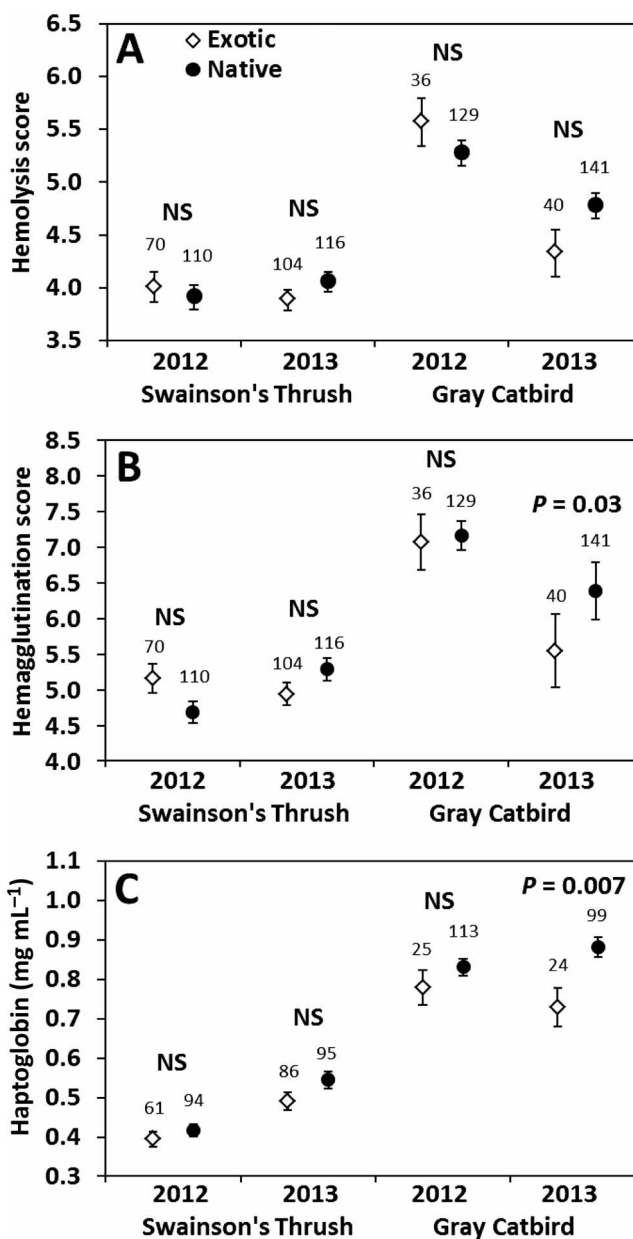 A
Exotic
Native
Hemolysis score
6.5
6.0
5.5
5.0
4.5
4.0
3.5
NS
70
110
NS
104
116
NS
36
129
NS
40
141
2012 2013 2012 2013
Swainson's Thrush Gray Catbird
B
Hemagglutination score
8.5
8.0
7.5
7.0
6.5
6.0
5.5
5.0
4.5
4.0
NS
70
110
NS
104
116
NS
36
129
P = 0.03
40
141
2012 2013 2012 2013
Swainson's Thrush Gray Catbird
C
Haptoglobin (mg mL−1)
1.1
1.0
0.9
0.8
0.7
0.6
0.5
0.4
0.3
NS
61
94
NS
86
95
NS
25
113
P = 0.007
24
99
2012 2013 2012 2013
Swainson's Thrush Gray Catbird